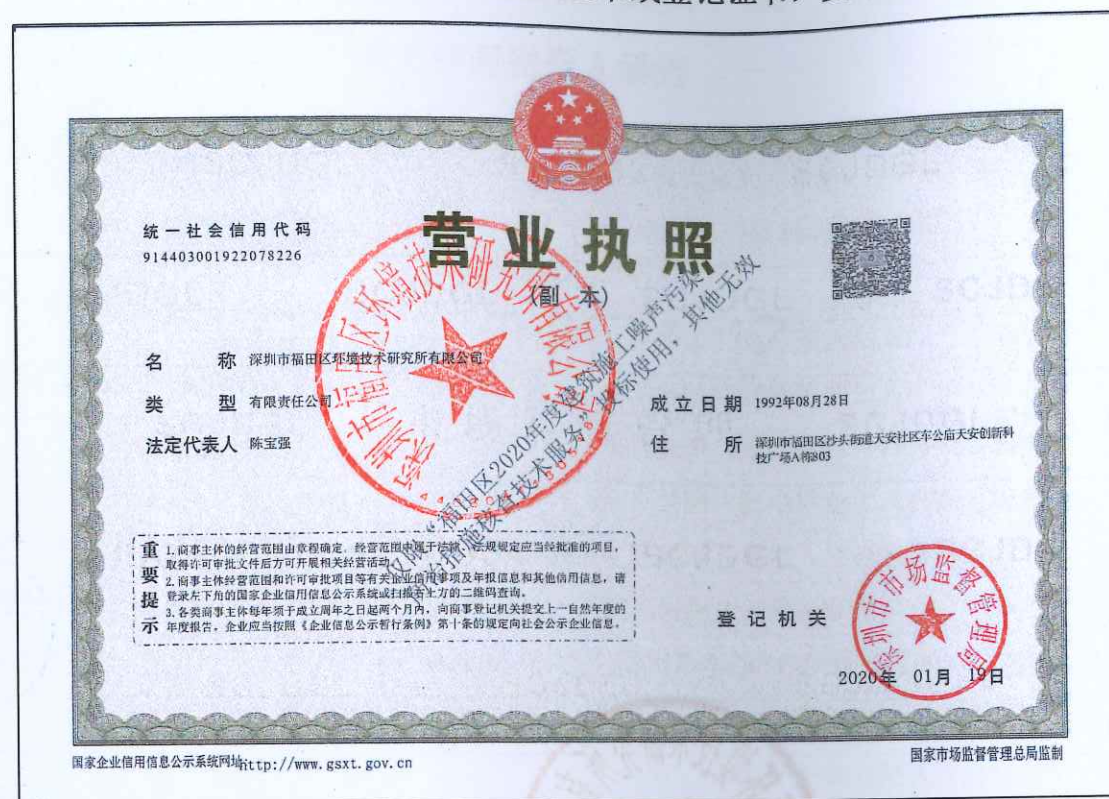 统一社会信用代码
914403001922078226
营业执照
(副 本)
名 称 深圳市福田区环境技术研究所有限公司
类 型 有限责任公司
成立日期 1992年08月28日
法定代表人 陈宝强
住 所 深圳市福田区沙头街道天安社区车公庙天安创新科
技广场A栋803
仅供“福田区2020年度建筑施工噪声污染
防治措施核查技术服务”投标使用,其他无效
深圳市福田区环境技术研究所有限公司
重要提示
1.商事主体的经营范围由章程确定。经营范围中属于法律、法规规定应当经批准的项目,
取得许可审批文件后方可开展相关经营活动。
2.商事主体经营范围和许可审批项目等有关企业信用事项及年报信息和其他信用信息,请
登录左下角的国家企业信用信息公示系统或扫描右上方的二维码查询。
3.各类商事主体每年须于成立周年之日起两个月内,向商事登记机关提交上一自然年度的
年度报告。企业应当按照《企业信息公示暂行条例》第十条的规定向社会公示企业信息。
登记机关
深圳市市场监督管理局
2020年 01月 19日
国家企业信用信息公示系统网址http://www.gsxt.gov.cn
国家市场监督管理总局监制